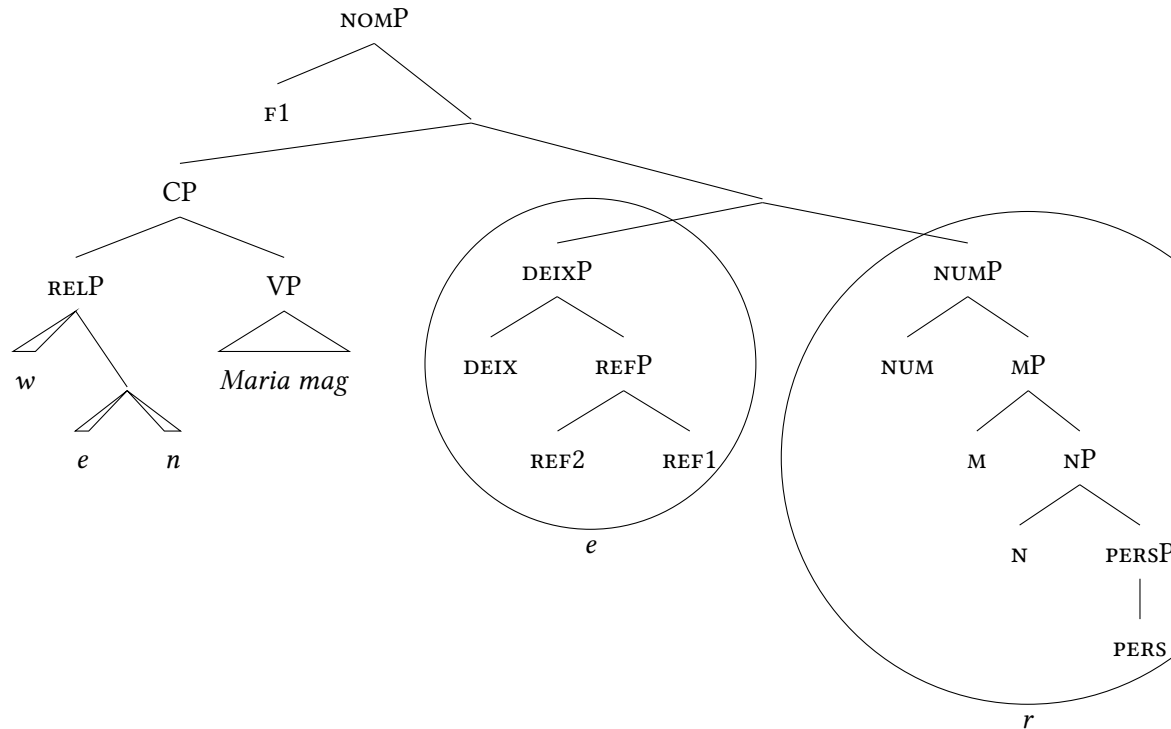 NOMP
F1
CP
RELP VP DEIXP NUMP
w Maria mag DEIX REFP NUM MP
e n REF2 REF1 M NP
e N PERSP
PERS
r